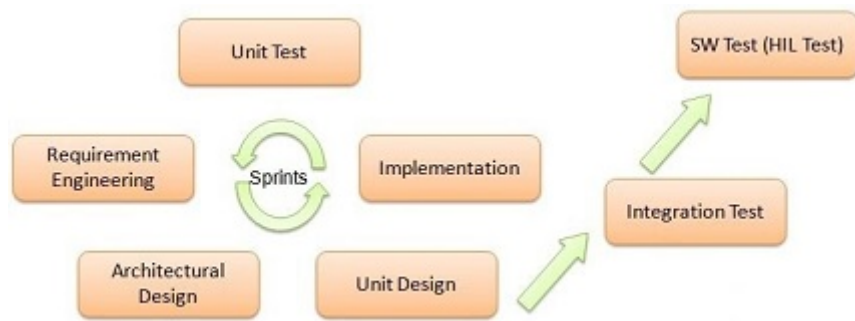 Unit Test
SW Test (HIL Test)
Requirement
Engineering
Sprints
Implementation
Integration Test
Architectural
Design
Unit Design